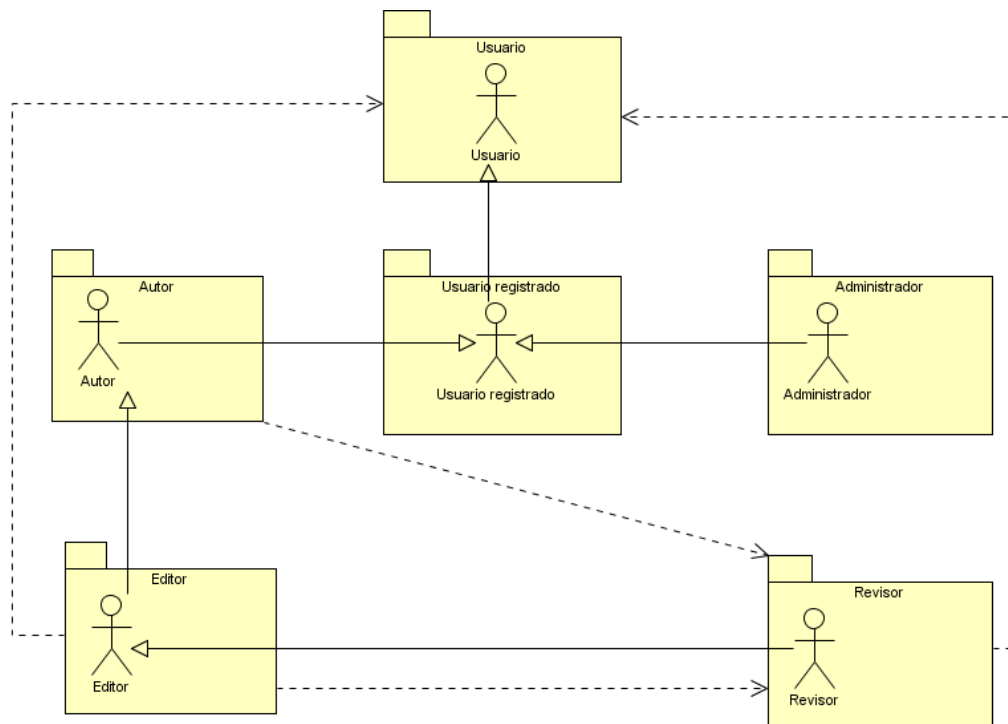 Usuario
Usuario
Autor
Autor
Usuario registrado
Usuario registrado
Administrador
Administrador
Editor
Editor
Revisor
Revisor